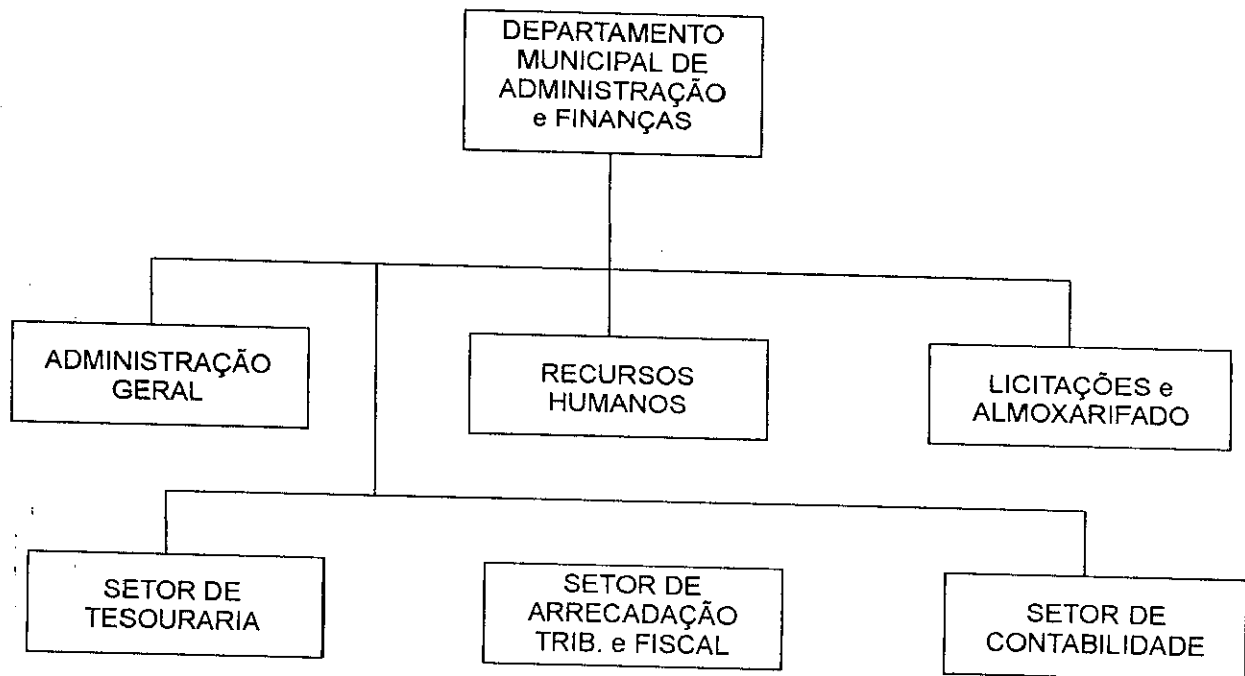 DEPARTAMENTO
MUNICIPAL DE
ADMINISTRAÇÃO
e FINANÇAS
ADMINISTRAÇÃO
GERAL
RECURSOS
HUMANOS
LICITAÇÕES e
ALMOXARIFADO
SETOR DE
TESOURARIA
SETOR DE
ARRECADAÇÃO
TRIB. e FISCAL
SETOR DE
CONTABILIDADE